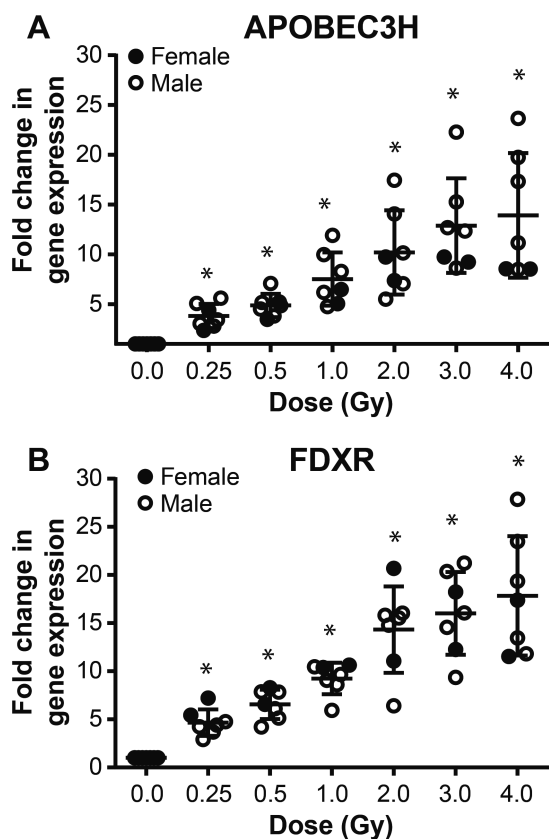 A
APOBEC3H
Female
Male
Fold change in
gene expression
30
25
20
15
10
5
*
*
*
*
*
*
0.0 0.25 0.5 1.0 2.0 3.0 4.0
Dose (Gy)
B
FDXR
Female
Male
Fold change in
gene expression
30
25
20
15
10
5
0
*
*
*
*
*
*
0.0 0.25 0.5 1.0 2.0 3.0 4.0
Dose (Gy)